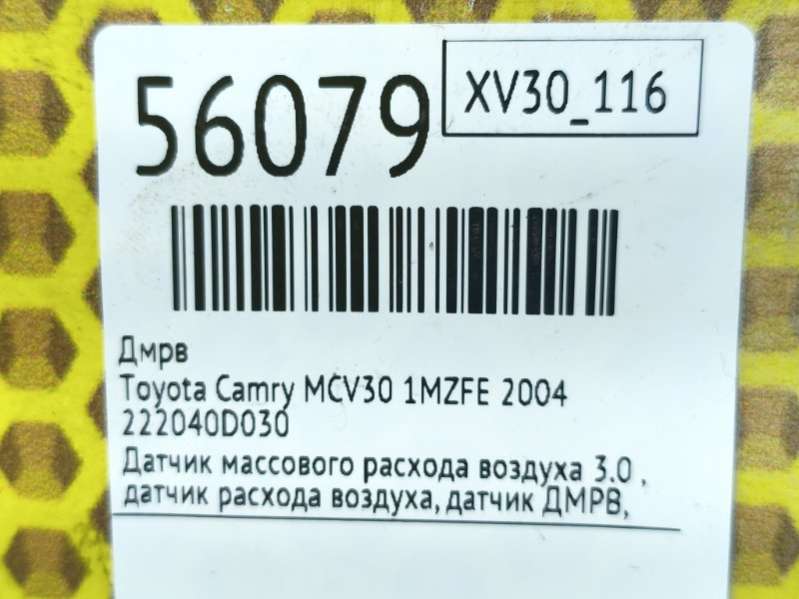 56079
XV30_116
Дмрв
Toyota Camry MCV30 1MZFE 2004
222040D030
Датчик массового расхода воздуха 3.0 ,
датчик расхода воздуха, датчик ДМРВ,